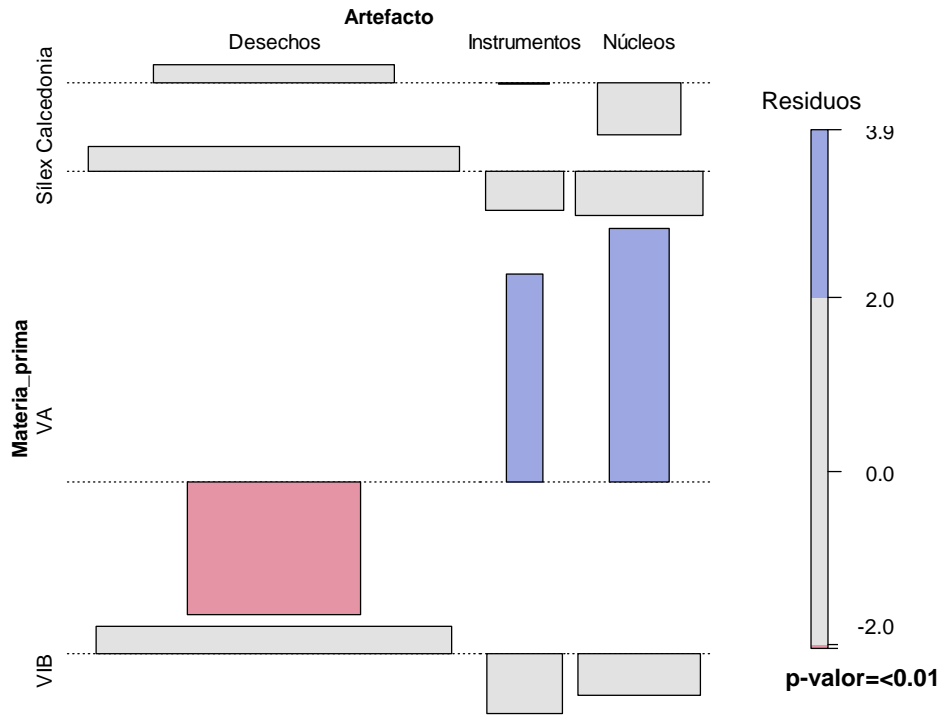 Artefacto
Desechos Instrumentos Núcleos
Materia_prima
Calcedonia
Sílex
VA
VIB
Residuos
3.9
2.0
0.0
-2.0
p-valor=<0.01